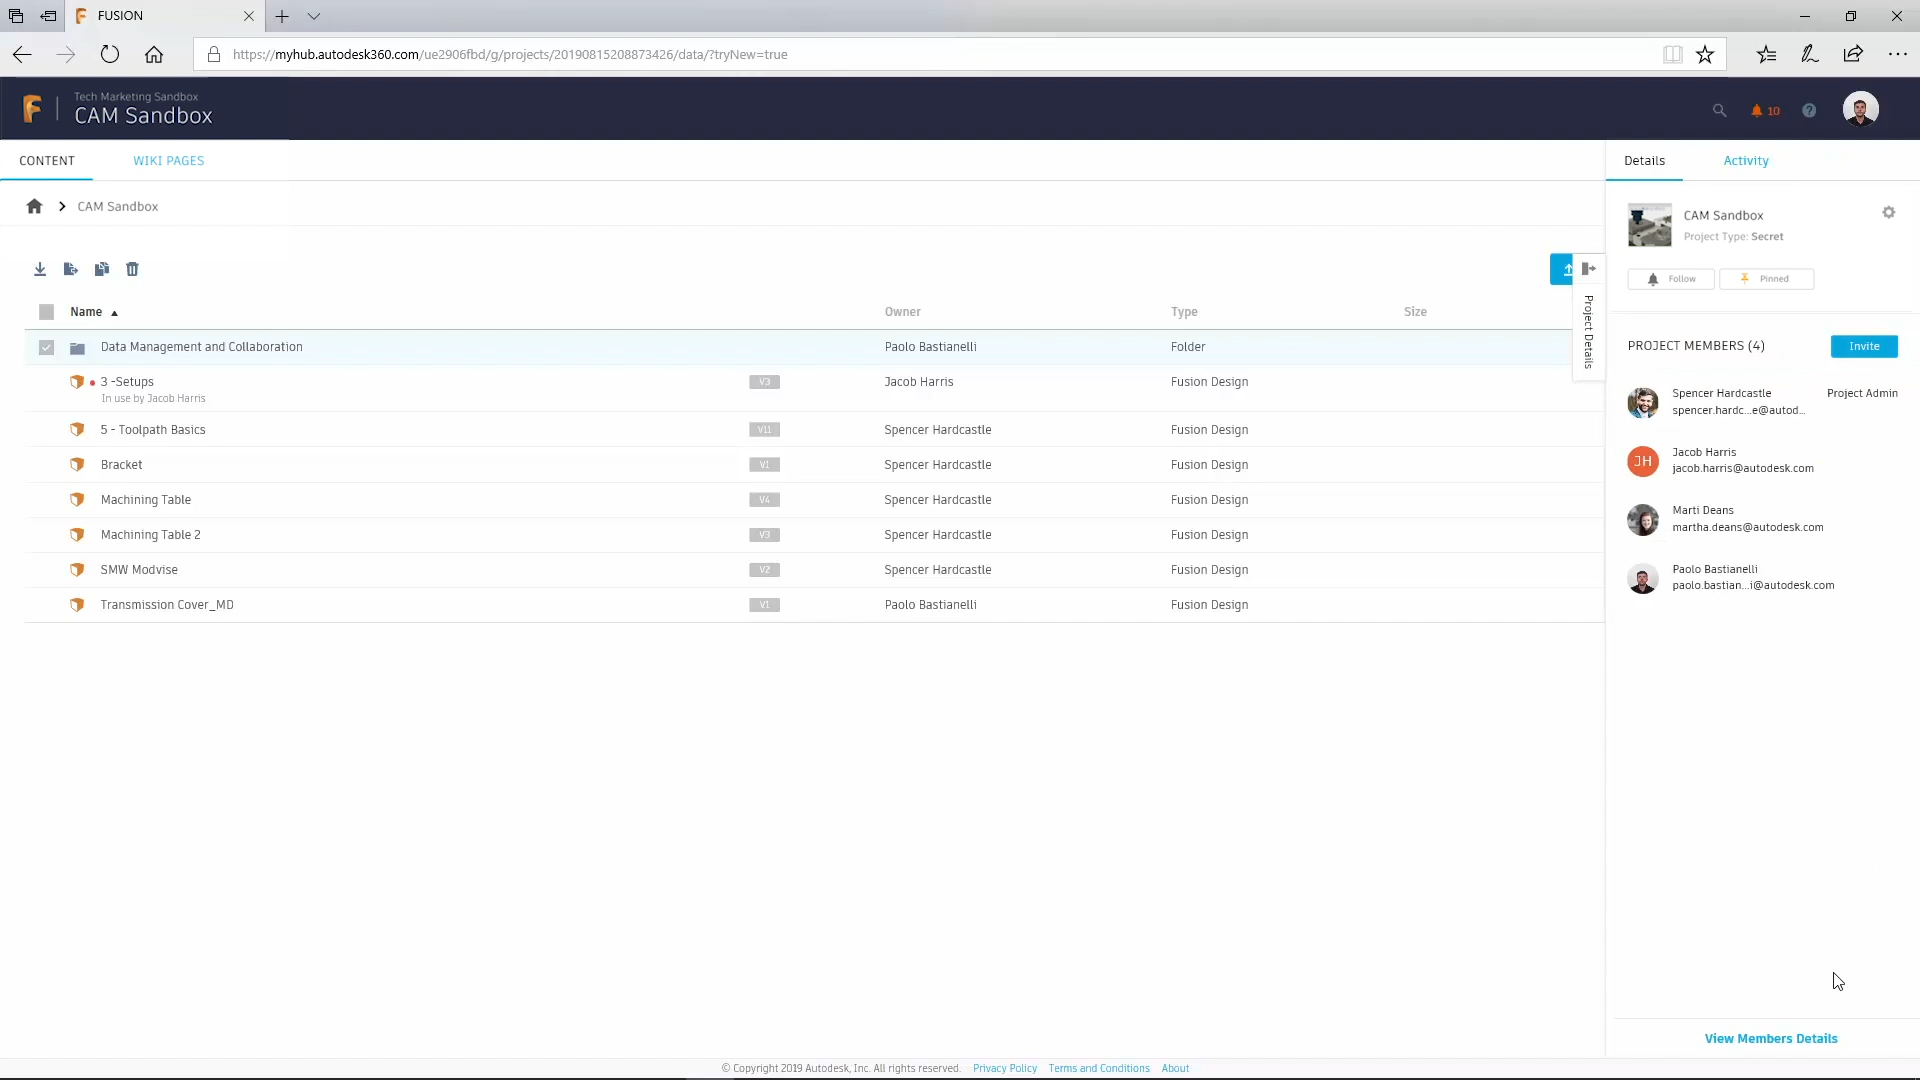 FUSION
https://myhub.autodesk360.com/ue2906fbd/g/projects/20190815208873426/data/?tryNew=true
Tech Marketing Sandbox
CAM Sandbox
10
CONTENT WIKI PAGES
CAM Sandbox
Name Owner Type Size
Data Management and Collaboration Paolo Bastianelli Folder
3 -Setups V3 Jacob Harris Fusion Design
In use by Jacob Harris
5 - Toolpath Basics V11 Spencer Hardcastle Fusion Design
Bracket V1 Spencer Hardcastle Fusion Design
Machining Table V4 Spencer Hardcastle Fusion Design
Machining Table 2 V3 Spencer Hardcastle Fusion Design
SMW Modvise V2 Spencer Hardcastle Fusion Design
Transmission Cover_MD V1 Paolo Bastianelli Fusion Design
Project Details
Details Activity
CAM Sandbox
Project Type: Secret
Follow Pinned
PROJECT MEMBERS (4) Invite
Spencer Hardcastle Project Admin
spencer.hardc...e@autod...
JH
Jacob Harris
jacob.harris@autodesk.com
Marti Deans
martha.deans@autodesk.com
Paolo Bastianelli
paolo.bastian...i@autodesk.com
View Members Details
© Copyright 2019 Autodesk, Inc. All rights reserved. Privacy Policy Terms and Conditions About